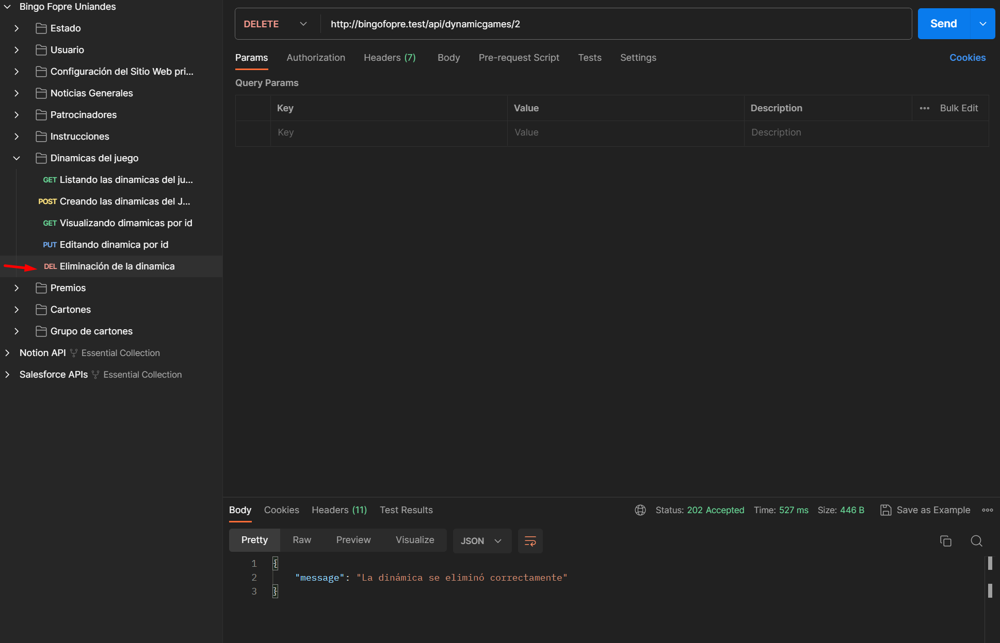 Bingo Fopre Uniandes
Estado
Usuario
Configuración del Sitio Web pri...
Noticias Generales
Patrocinadores
Instrucciones
Dinamicas del juego
GET Listando las dinamicas del ju...
POST Creando las dinamicas del J...
GET Visualizando dimamicas por id
PUT Editando dinamica por id
DEL Eliminación de la dinamica
Premios
Cartones
Grupo de cartones
Notion API Essential Collection
Salesforce APIs Essential Collection
DELETE http://bingofopre.test/api/dynamicgames/2 Send
Params Authorization Headers (7) Body Pre-request Script Tests Settings Cookies
Query Params
Key Value Description Bulk Edit
Key Value Description
Body Cookies Headers (11) Test Results Status: 202 Accepted Time: 527 ms Size: 446 B Save as Example
Pretty Raw Preview Visualize JSON
1 {
2 "message": "La dinámica se eliminó correctamente"
3 }